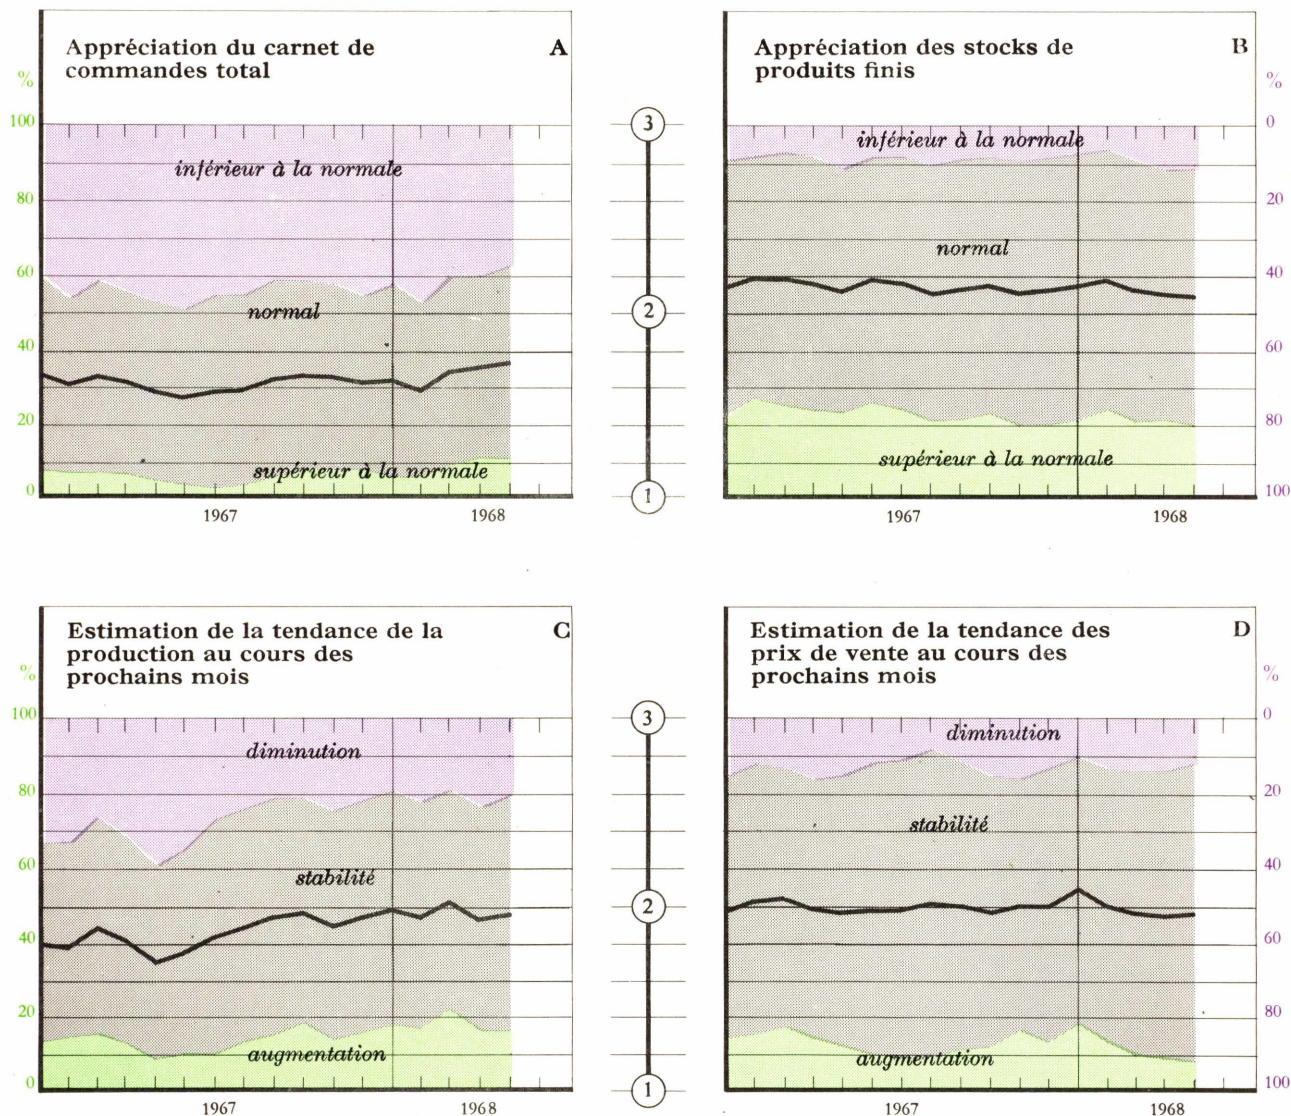 Appréciation du carnet de
commandes total
A
%
100
80
60
40
20
0
inférieur à la normale
normal
supérieur à la normale
1967
1968
3
2
1
Appréciation des stocks de
produits finis
B
%
0
20
40
60
80
100
inférieur à la normale
normal
supérieur à la normale
1967
1968
Estimation de la tendance de la
production au cours des
prochains mois
C
%
100
80
60
40
20
0
diminution
stabilité
augmentation
1967
1968
3
2
1
Estimation de la tendance des
prix de vente au cours des
prochains mois
D
%
0
20
40
60
80
100
diminution
stabilité
augmentation
1967
1968